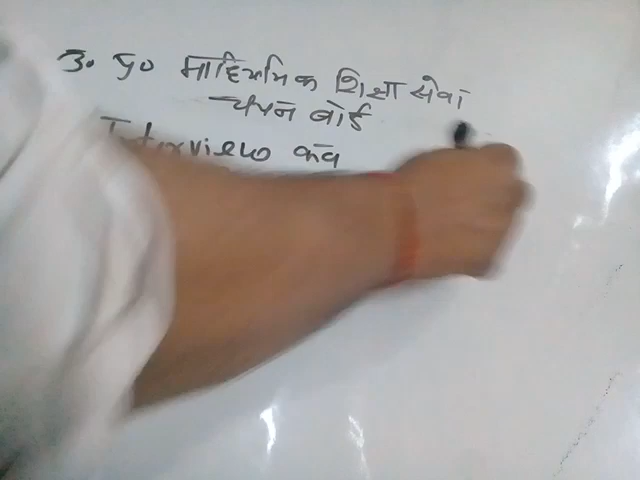 उ० प्र० माध्यमिक शिक्षा सेवा
चयन बोर्ड
Interview कब